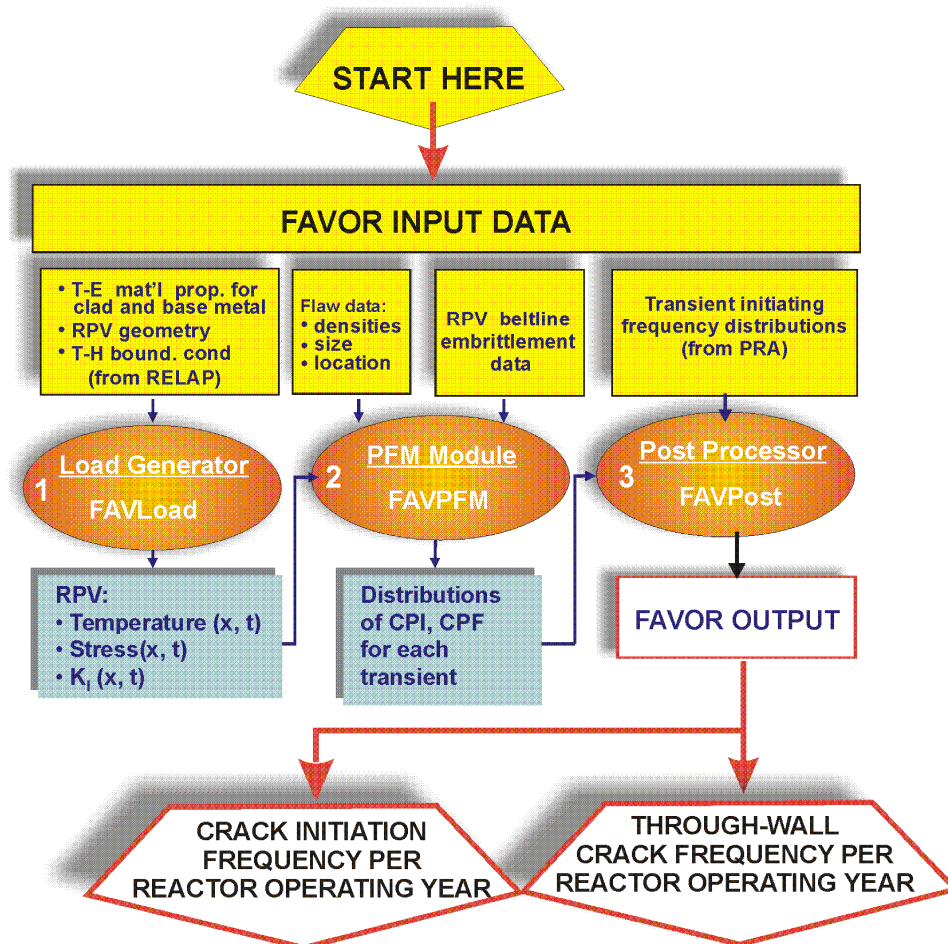 START HERE
FAVOR INPUT DATA
• T-E mat'l prop. for
clad and base metal
• RPV geometry
• T-H bound. cond
(from RELAP)
Flaw data:
• densities
• size
• location
RPV beltline
embrittlement
data
Transient initiating
frequency distributions
(from PRA)
1
Load Generator
FAVLoad
2
PFM Module
FAVPFM
3
Post Processor
FAVPost
RPV:
• Temperature (x, t)
• Stress(x, t)
• KI (x, t)
Distributions
of CPI, CPF
for each
transient
FAVOR OUTPUT
CRACK INITIATION
FREQUENCY PER
REACTOR OPERATING YEAR
THROUGH-WALL
CRACK FREQUENCY PER
REACTOR OPERATING YEAR